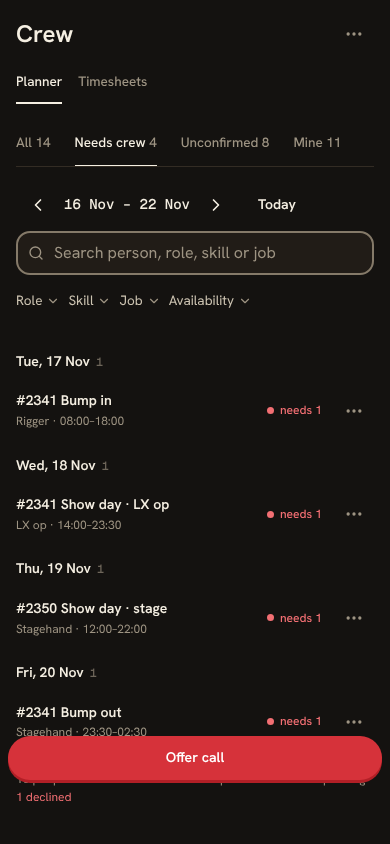 Crew
Planner Timesheets
All 14 Needs crew 4 Unconfirmed 8 Mine 11
16 Nov – 22 Nov Today
Search person, role, skill or job
Role Skill Job Availability
Tue, 17 Nov 1
#2341 Bump in
Rigger · 08:00–18:00
needs 1
Wed, 18 Nov 1
#2341 Show day · LX op
LX op · 14:00–23:30
needs 1
Thu, 19 Nov 1
#2350 Show day · stage
Stagehand · 12:00–22:00
needs 1
Fri, 20 Nov 1
#2341 Bump out
Stagehand · 23:30–02:30
needs 1
Offer call
1 declined